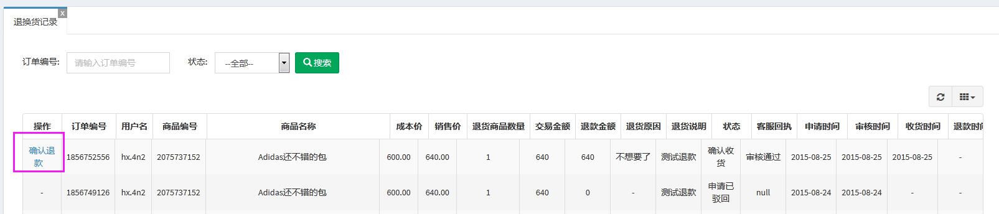 x
退换货记录
订单编号: 请输入订单编号 状态: --全部-- 搜索
操作 订单编号 用户名 商品编号 商品名称 成本价 销售价 退货商品数量 交易金额 退款金额 退货原因 退货说明 状态 客服回执 申请时间 审核时间 收货时间 退款时间
确认退款 1856752556 hx.4n2 2075737152 Adidas还不错的包 600.00 640.00 1 640 640 不想要了 测试退款 确认收货 审核通过 2015-08-25 2015-08-25 2015-08-25 -
- 1856749126 hx.4n2 2075737152 Adidas还不错的包 600.00 640.00 1 640 0 - 测试退款 申请已驳回 null 2015-08-24 2015-08-24 - -